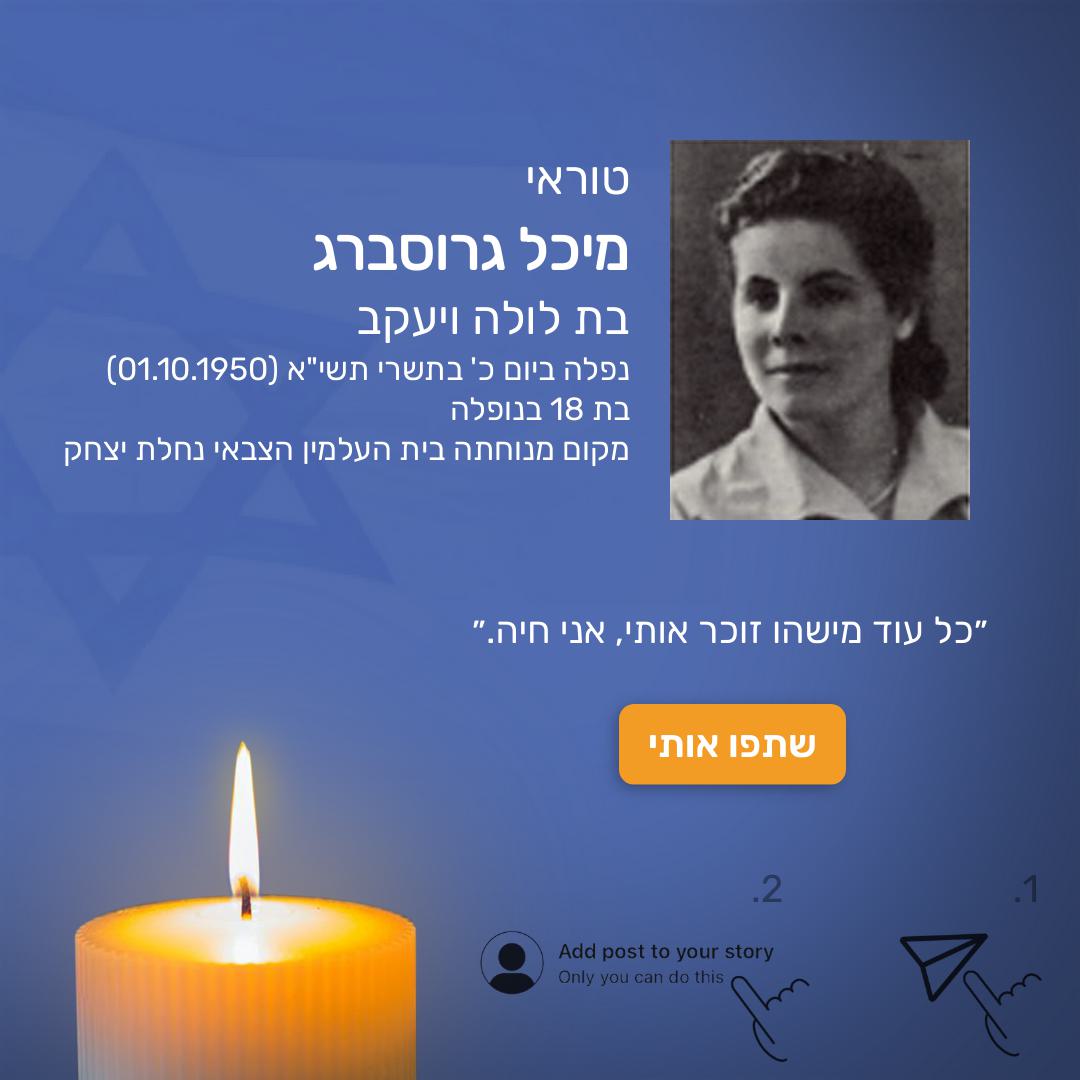 טוראי
מיכל גרוסברג
בת לולה ויעקב
נפלה ביום כ' בתשרי תשי"א (01.10.1950)
בת 18 בנופלה
מקום מנוחתה בית העלמין הצבאי נחלת יצחק
״כל עוד מישהו זוכר אותי, אני חיה.״
שתפו אותי
1.
2.
Add post to your story
Only you can do this